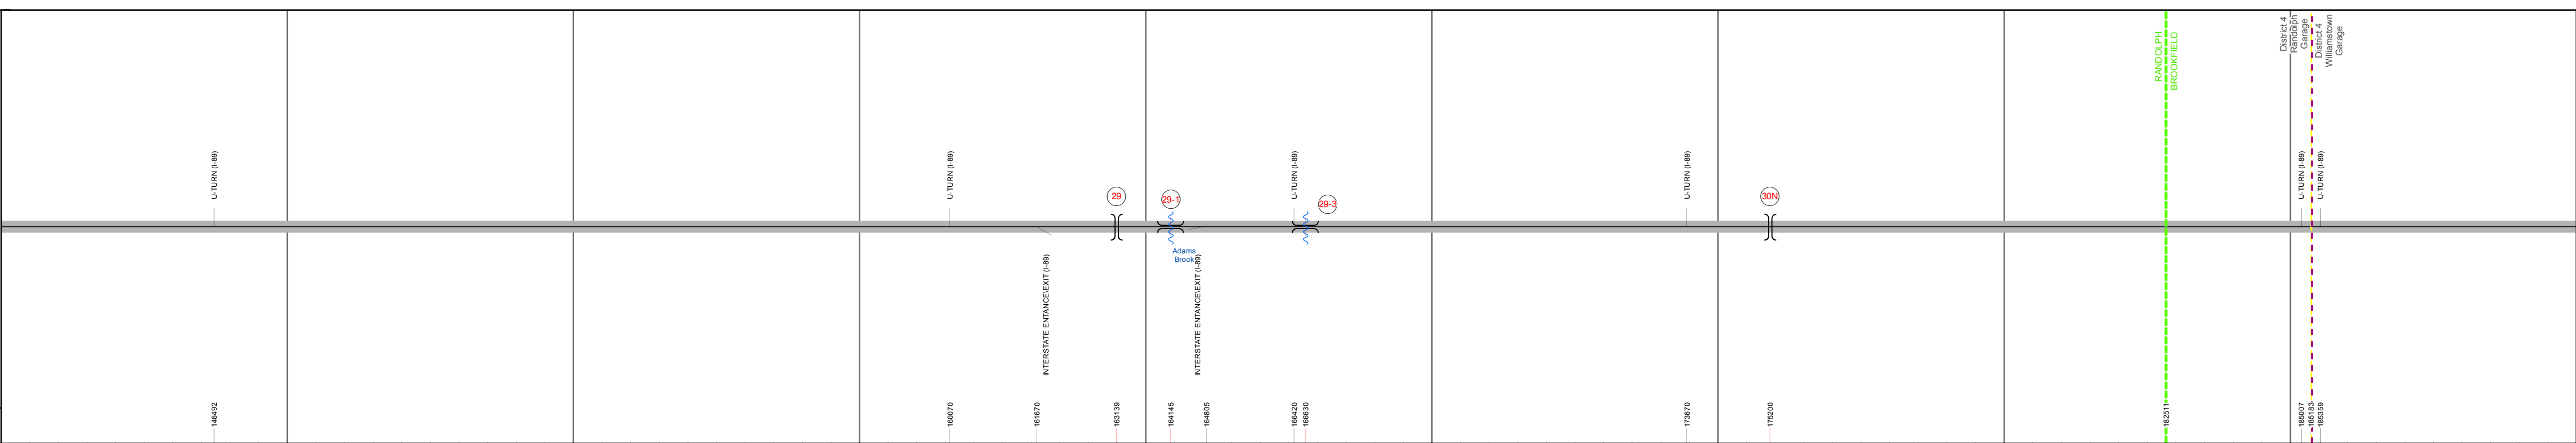 District 4
Randolph
Garage
District 4
Williamstown
Garage
RANDOLPH
BROOKFIELD
U-TURN (I-89)
U-TURN (I-89)
U-TURN (I-89)
U-TURN (I-89)
U-TURN (I-89)
U-TURN (I-89)
29
29-1
29-3
30N
Adams
Brook
INTERSTATE ENTANCE\EXIT (I-89)
INTERSTATE ENTANCE\EXIT (I-89)
146492
160070
161670
163139
164145
164805
166420
166630
173670
175200
182511
185007
185183
185359